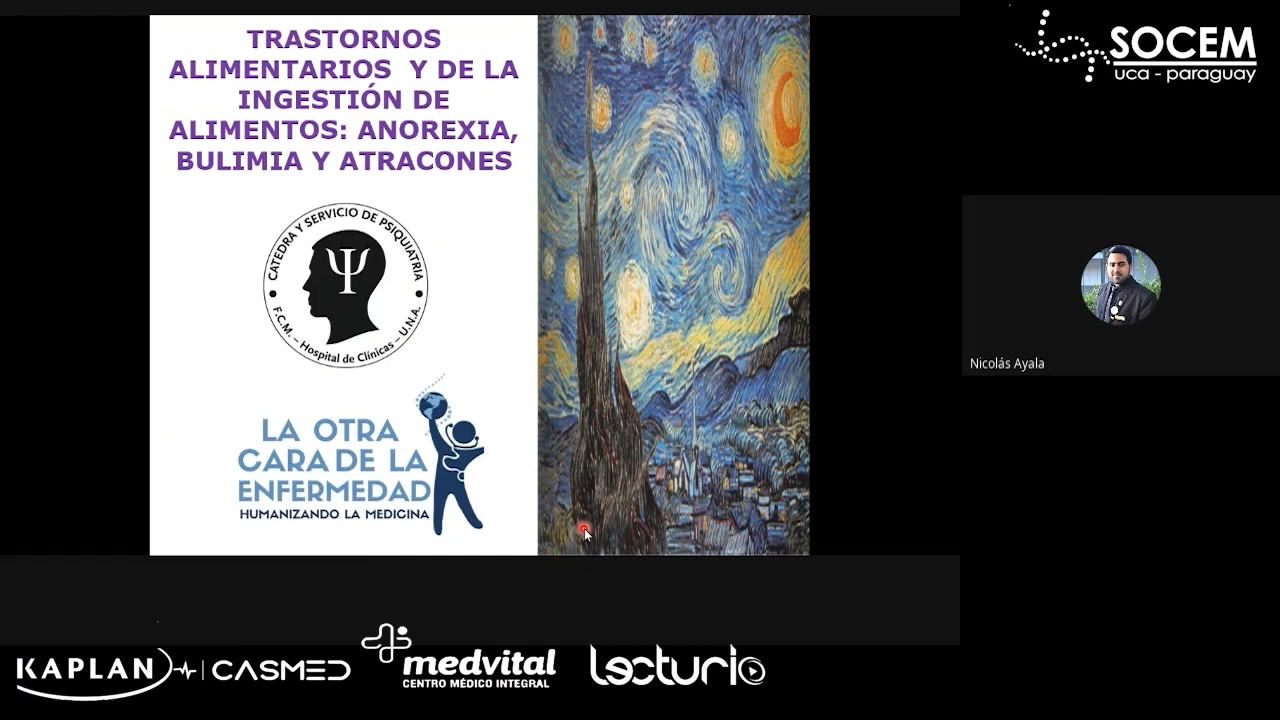 TRASTORNOS
ALIMENTARIOS Y DE LA
INGESTIÓN DE
ALIMENTOS: ANOREXIA,
BULIMIA Y ATRACONES
CATEDRA Y SERVICIO DE PSIQUIATRIA
F.C.M. – Hospital de Clínicas – U.N.A.
LA OTRA
CARA DE LA
ENFERMEDAD
HUMANIZANDO LA MEDICINA
SOCEM
uca - paraguay
Nicolás Ayala
KAPLAN
CASMED
medvital
CENTRO MÉDICO INTEGRAL
lecturio